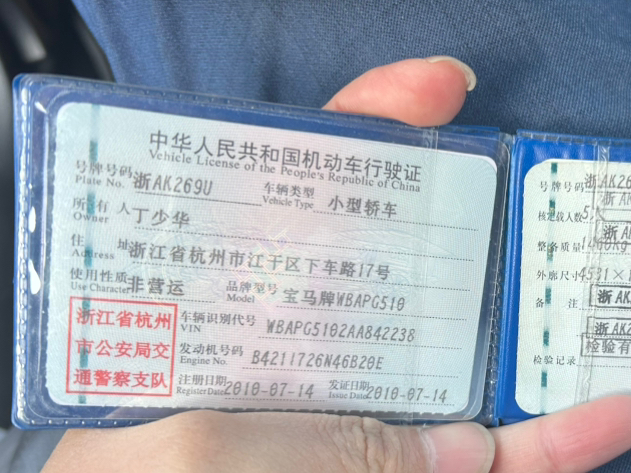 中华人民共和国机动车行驶证
Vehicle License of the People's Republic of China
号牌号码 浙AK269U 车辆类型 小型轿车
Plate No. Vehicle Type
所有人 丁少华
Owner
住址 浙江省杭州市江干区下车路17号
Address
使用性质 非营运 品牌型号 宝马牌WBAPG510
Use Character Model
浙江省杭州
市公安局交
通警察支队
车辆识别代号 WBAPG5102AA842238
VIN
发动机号码 B4211726N46B20E
Engine No.
注册日期 2010-07-14 发证日期 2010-07-14
Register Date Issue Date
号牌号码 浙AK26
浙AK
核定载人数 5
浙AK
整备质量
外廓尺寸 4531×1
备注 浙AK
浙AK2
检验有
检验记录